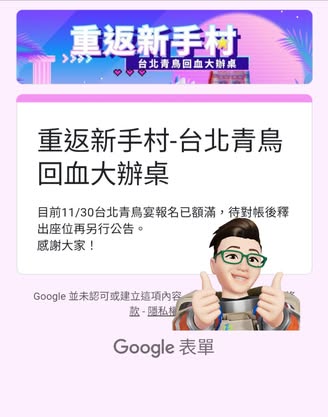 重返新手村
台北青鳥回血大辦桌
重返新手村-台北青鳥
回血大辦桌
目前11/30台北青鳥宴報名已額滿，待對帳後釋
出座位再另行公告。
感謝大家！
Google 並未認可或建立這項內容
款 - 隱私權
Google 表單